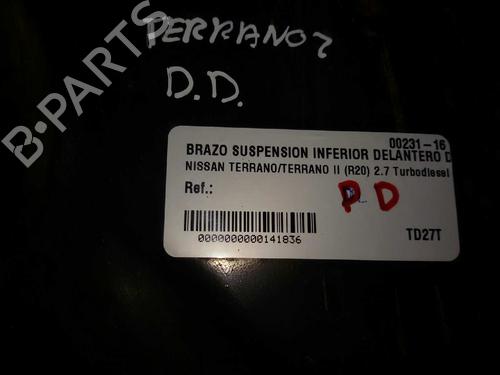 B-PARTS
TERRANO 2
D.D.
00231-16
BRAZO SUSPENSION INFERIOR DELANTERO D
NISSAN TERRANO/TERRANO II (R20) 2.7 Turbodiesel
Ref.:
P D
0000000000141836
TD27T